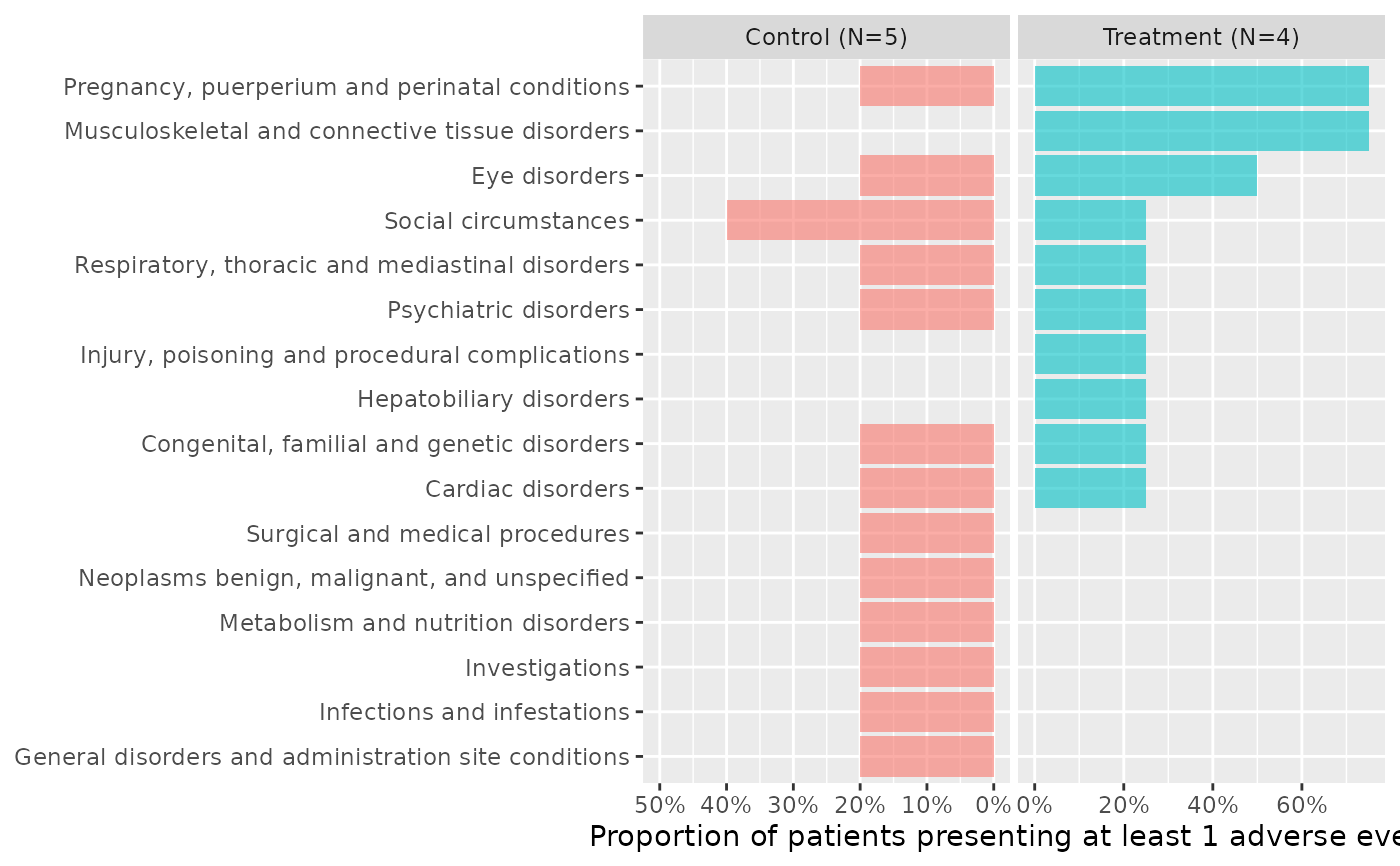 Control (N=5)
Treatment (N=4)
Pregnancy, puerperium and perinatal conditions
Musculoskeletal and connective tissue disorders
Eye disorders
Social circumstances
Respiratory, thoracic and mediastinal disorders
Psychiatric disorders
Injury, poisoning and procedural complications
Hepatobiliary disorders
Congenital, familial and genetic disorders
Cardiac disorders
Surgical and medical procedures
Neoplasms benign, malignant, and unspecified
Metabolism and nutrition disorders
Investigations
Infections and infestations
General disorders and administration site conditions
50% 40% 30% 20% 10% 0% 0% 20% 40% 60%
Proportion of patients presenting at least 1 adverse eve